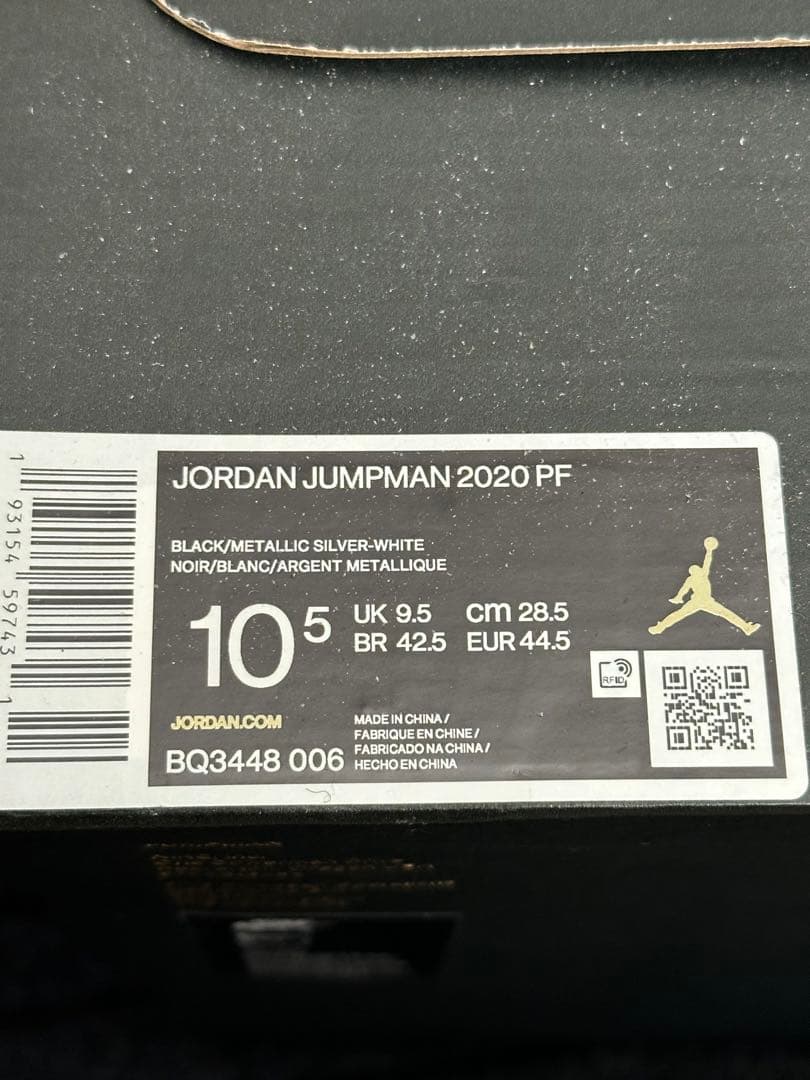 JORDAN JUMPMAN 2020 PF
BLACK/METALLIC SILVER-WHITE
NOIR/BLANC/ARGENT METALLIQUE
10 5
UK 9.5 cm 28.5
BR 42.5 EUR 44.5
RFID
JORDAN.COM
BQ3448 006
MADE IN CHINA /
FABRIQUE EN CHINE /
FABRICADO NA CHINA /
HECHO EN CHINA
1 93154 59743 1